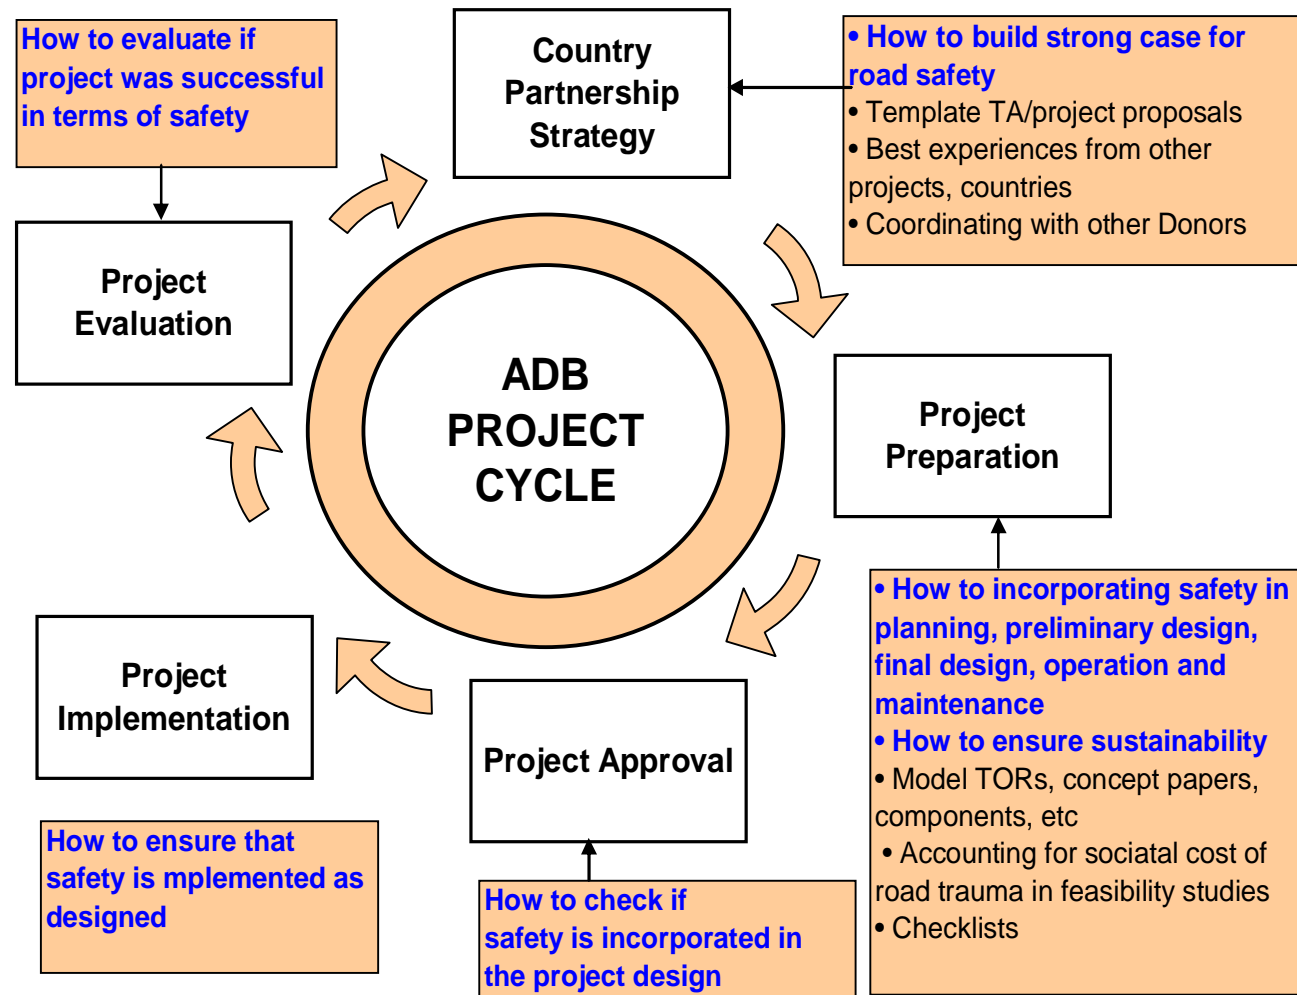 How to evaluate if
project was successful
in terms of safety
Country
Partnership
Strategy
• How to build strong case for
road safety
• Template TA/project proposals
• Best experiences from other
projects, countries
• Coordinating with other Donors
Project
Evaluation
ADB
PROJECT
CYCLE
Project
Preparation
• How to incorporating safety in
planning, preliminary design,
final design, operation and
maintenance
• How to ensure sustainability
• Model TORs, concept papers,
components, etc
• Accounting for sociatal cost of
road trauma in feasibility studies
• Checklists
Project
Implementation
Project Approval
How to ensure that
safety is mplemented as
designed
How to check if
safety is incorporated in
the project design